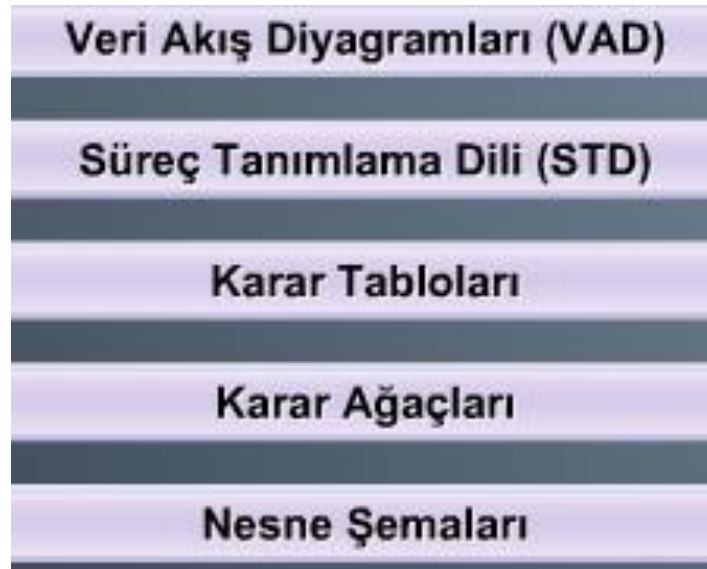 Veri Akış Diyagramları (VAD)
Süreç Tanımlama Dili (STD)
Karar Tabloları
Karar Ağaçları
Nesne Şemaları